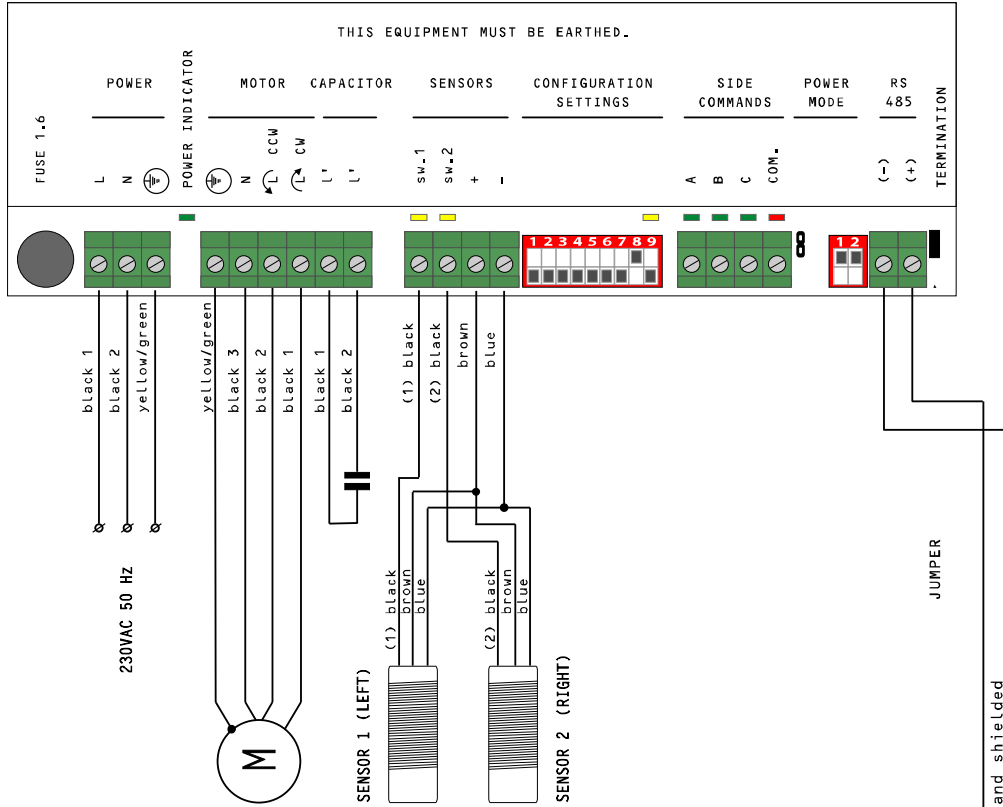 THIS EQUIPMENT MUST BE EARTHED.
FUSE 1.6
POWER
POWER INDICATOR
MOTOR
CAPACITOR
SENSORS
CONFIGURATION
SETTINGS
SIDE
COMMANDS
POWER
MODE
RS
485
TERMINATION
L
N
N
L CCW
L CW
L'
L'
sw.1
sw.2
+
-
A
B
C
COM.
(-)
(+)
1 2 3 4 5 6 7 8 9
8
1 2
black 1
black 2
yellow/green
yellow/green
black 3
black 2
black 1
black 1
black 2
(1) black
(2) black
brown
blue
230VAC 50 Hz
(1) black
brown
blue
(2) black
brown
blue
M
SENSOR 1 (LEFT)
SENSOR 2 (RIGHT)
JUMPER
and shielded